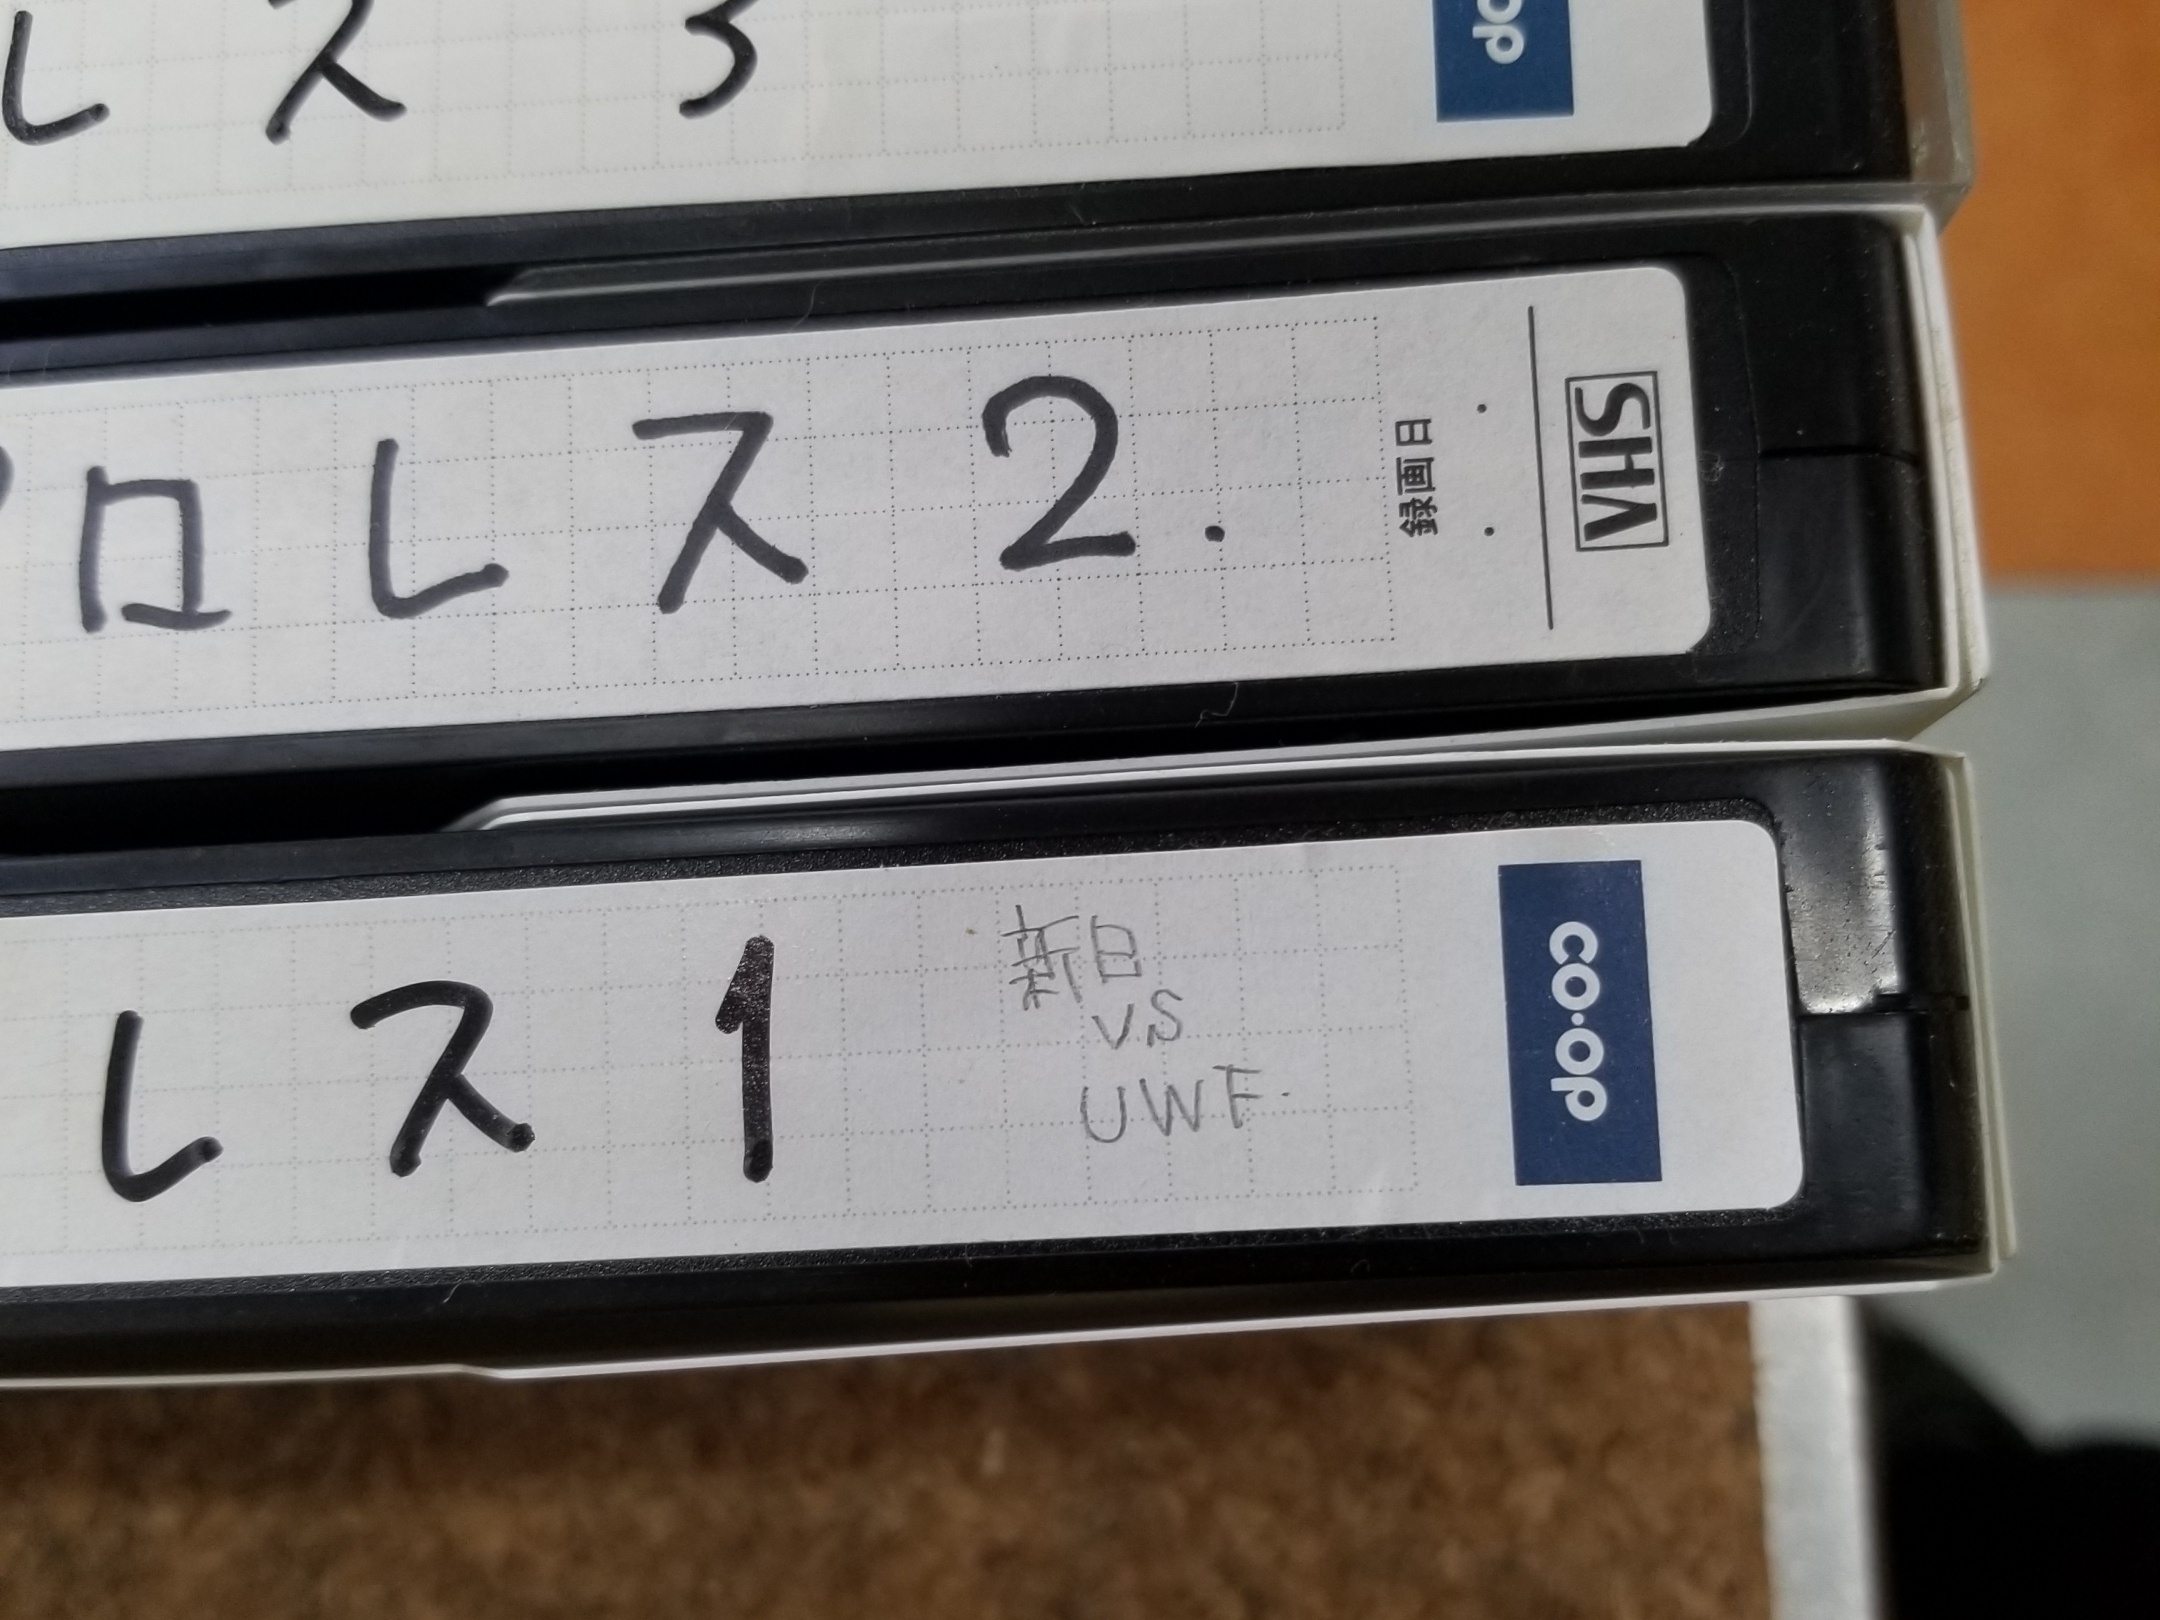 レス 3
op
ロレス 2.
録画日
VHS
レス 1
新日
VS
UWF.
CO·OP